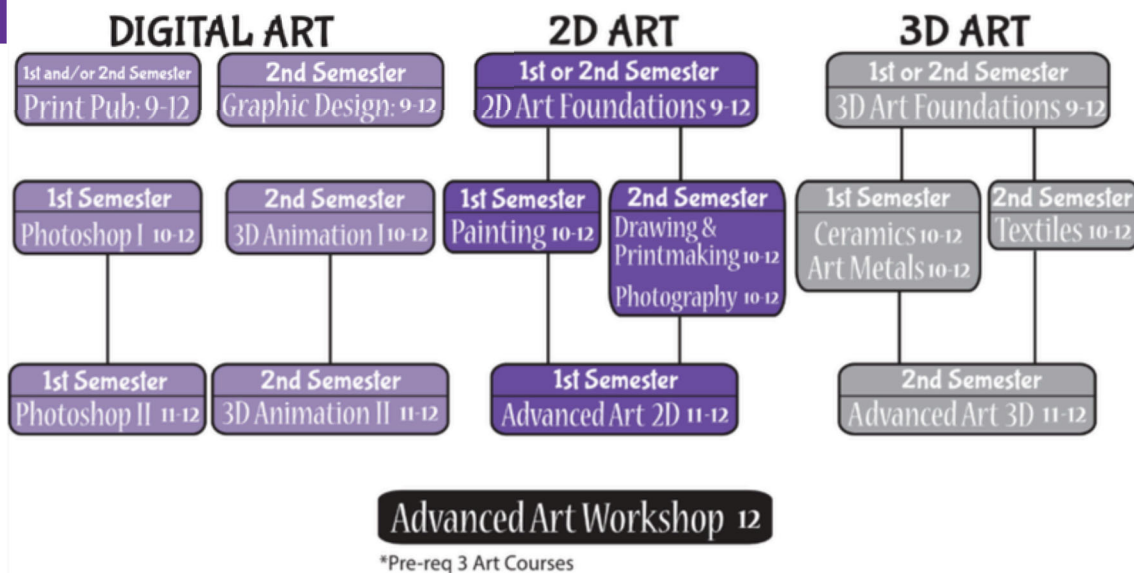 DIGITAL ART
1st and/or 2nd Semester
Print Pub: 9-12
2nd Semester
Graphic Design: 9-12
1st Semester
Photoshop I 10-12
2nd Semester
3D Animation I 10-12
1st Semester
Photoshop II 11-12
2nd Semester
3D Animation II 11-12
2D ART
1st or 2nd Semester
2D Art Foundations 9-12
1st Semester
Painting 10-12
2nd Semester
Drawing &
Printmaking 10-12
Photography 10-12
1st Semester
Advanced Art 2D 11-12
3D ART
1st or 2nd Semester
3D Art Foundations 9-12
1st Semester
Ceramics 10-12
Art Metals 10-12
2nd Semester
Textiles 10-12
2nd Semester
Advanced Art 3D 11-12
Advanced Art Workshop 12
*Pre-req 3 Art Courses